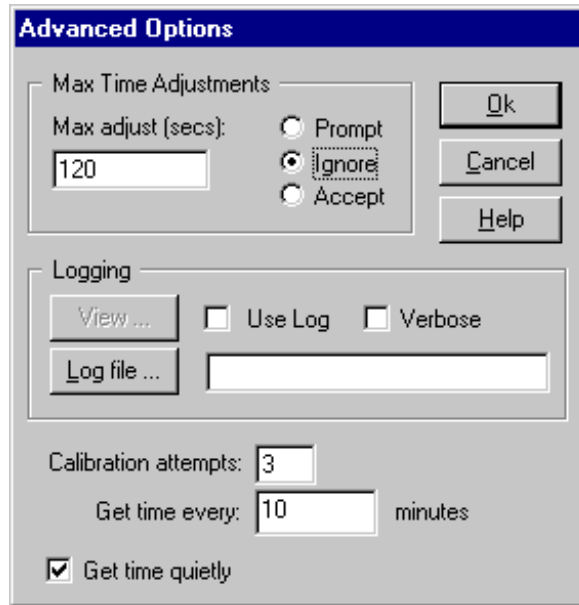 Advanced Options
Max Time Adjustments
Max adjust (secs):
120
Prompt
Ignore
Accept
Ok
Cancel
Help
Logging
View ...
Use Log
Verbose
Log file ...
Calibration attempts: 3
Get time every: 10 minutes
Get time quietly